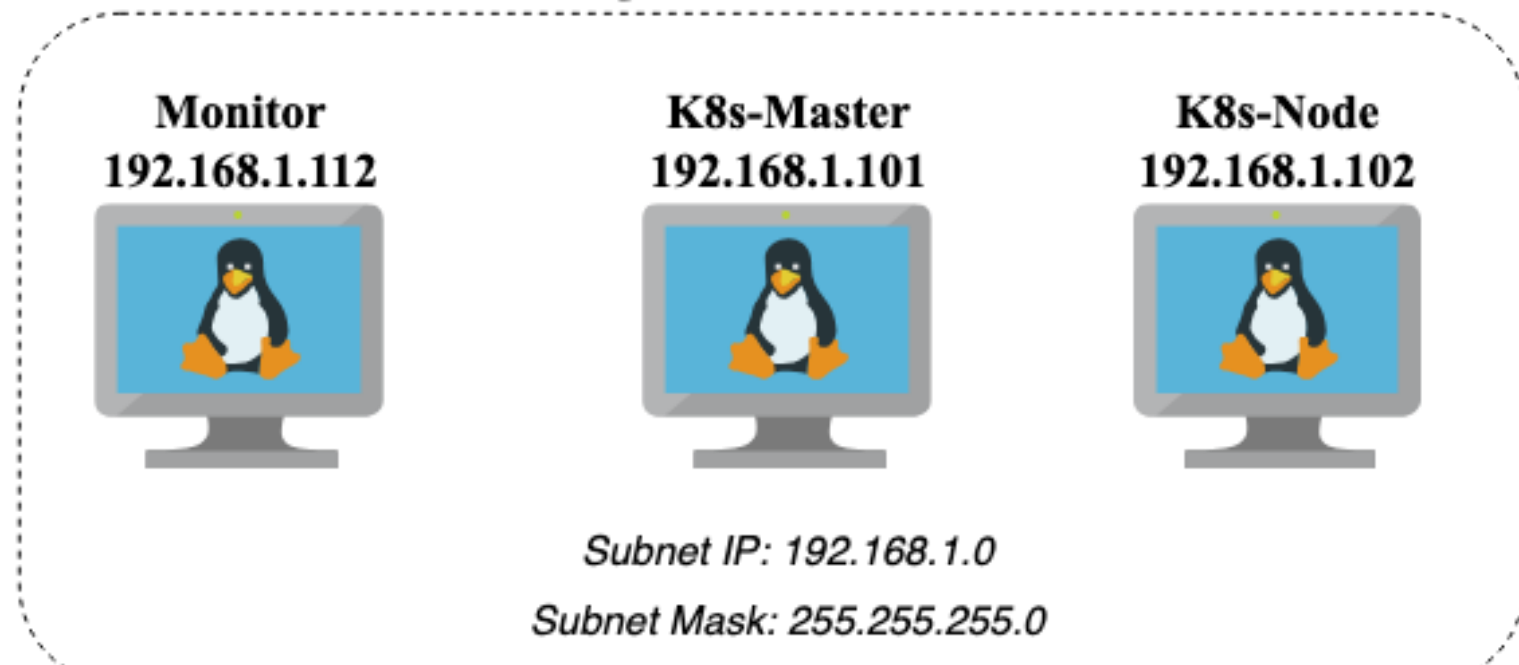 Monitor
192.168.1.112
K8s-Master
192.168.1.101
K8s-Node
192.168.1.102
Subnet IP: 192.168.1.0
Subnet Mask: 255.255.255.0